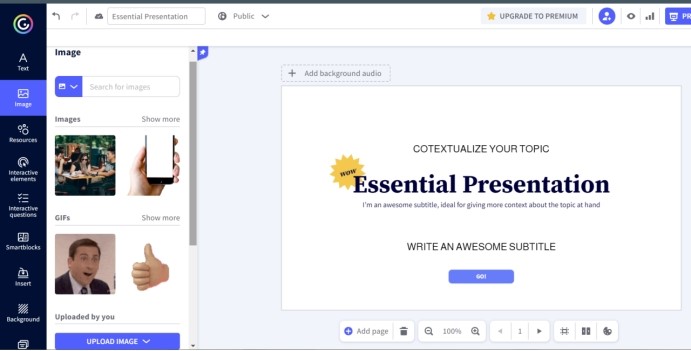 Essential Presentation
Public
UPGRADE TO PREMIUM
PR
Text
Image
Resources
Interactive
elements
Interactive
questions
Smartblocks
Insert
Background
Image
Search for images
Images
Show more
GIFs
Show more
Uploaded by you
UPLOAD IMAGE
Add background audio
COTEXTUALIZE YOUR TOPIC
wow
Essential Presentation
I'm an awesome subtitle, ideal for giving more context about the topic at hand
WRITE AN AWESOME SUBTITLE
GO!
Add page
100%
1